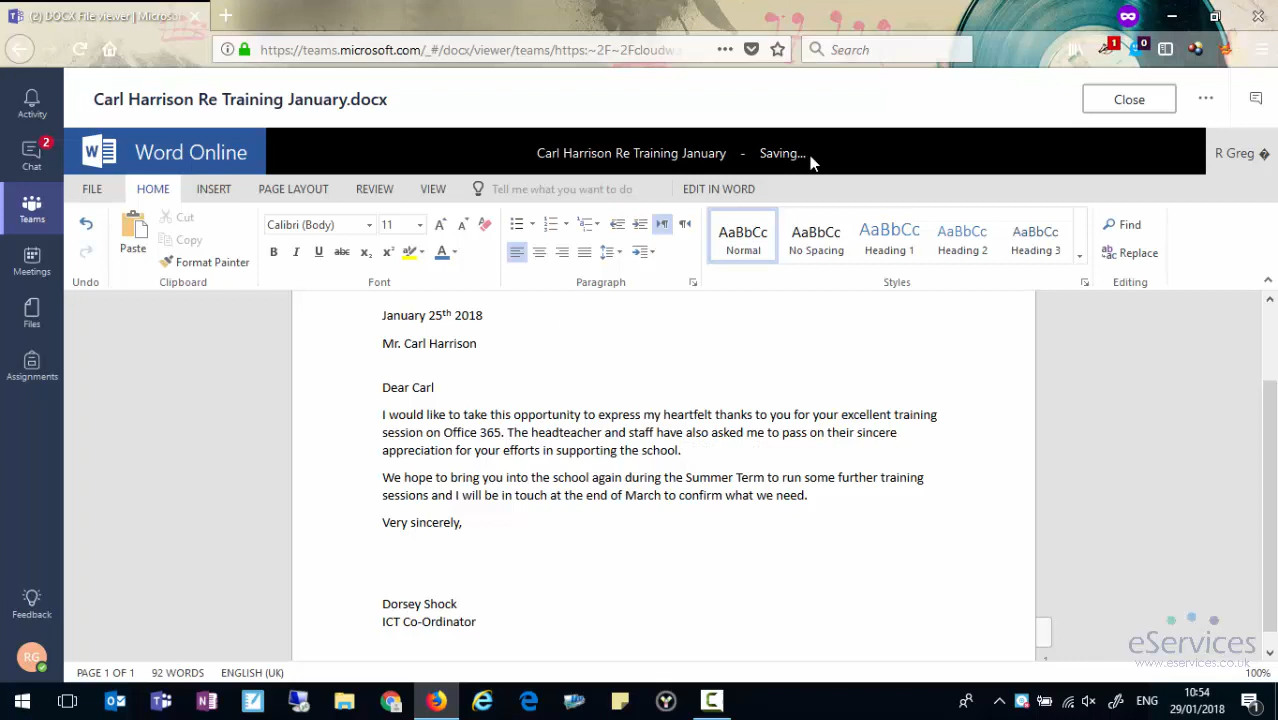 (2) DOCX File viewer | Microsoft
https://teams.microsoft.com/_#/docx/viewer/teams/https:~2F~2Fcloudw
Search
1
0
Activity
Chat
2
Teams
Meetings
Files
Assignments
Feedback
RG
Carl Harrison Re Training January.docx
Close
Word Online
Carl Harrison Re Training January - Saving...
R Greg �
FILE HOME INSERT PAGE LAYOUT REVIEW VIEW Tell me what you want to do EDIT IN WORD
Paste
Cut
Copy
Format Painter
Calibri (Body) 11
B I U abc x₂ x² A
AaBbCc Normal
AaBbCc No Spacing
AaBbCc Heading 1
AaBbCc Heading 2
AaBbCc Heading 3
Find
Replace
Undo Clipboard Font Paragraph Styles Editing
January 25th 2018
Mr. Carl Harrison
Dear Carl
I would like to take this opportunity to express my heartfelt thanks to you for your excellent training
session on Office 365. The headteacher and staff have also asked me to pass on their sincere
appreciation for your efforts in supporting the school.
We hope to bring you into the school again during the Summer Term to run some further training
sessions and I will be in touch at the end of March to confirm what we need.
Very sincerely,
Dorsey Shock
ICT Co-Ordinator
eServices
www.eservices.co.uk
PAGE 1 OF 1 92 WORDS ENGLISH (UK) 100%
ENG
10:54
29/01/2018
1